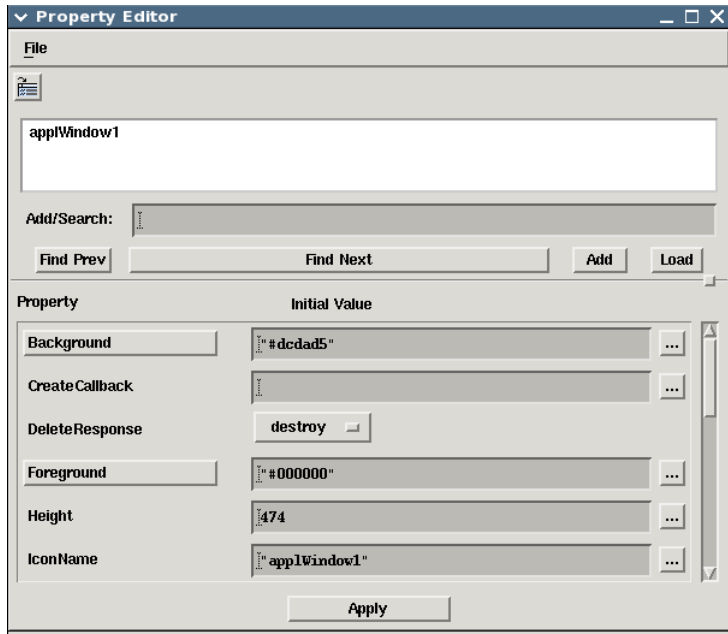 Property Editor
File
applWindow1
Add/Search:
Find Prev Find Next Add Load
Property Initial Value
Background "#dcdad5" ...
CreateCallback ...
DeleteResponse destroy
Foreground "#000000" ...
Height 474 ...
IconName "applWindow1" ...
Apply